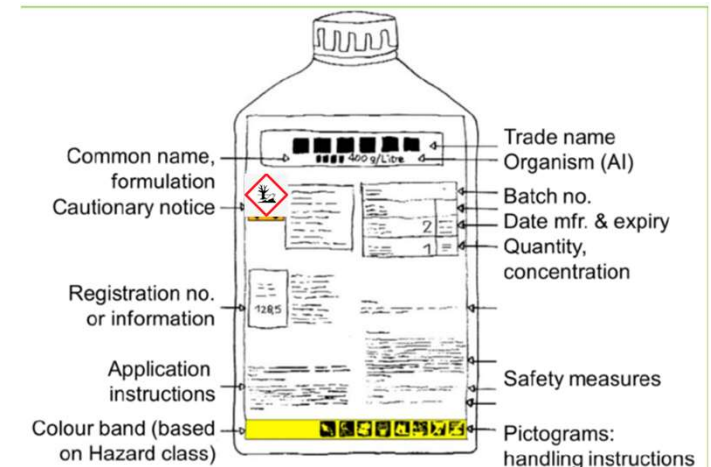 Common name,
formulation
Cautionary notice
Registration no.
or information
Application
instructions
Colour band (based
on Hazard class)
400 g/Litre
2
1
128,5
Trade name
Organism (AI)
Batch no.
Date mfr. & expiry
Quantity,
concentration
Safety measures
Pictograms:
handling instructions